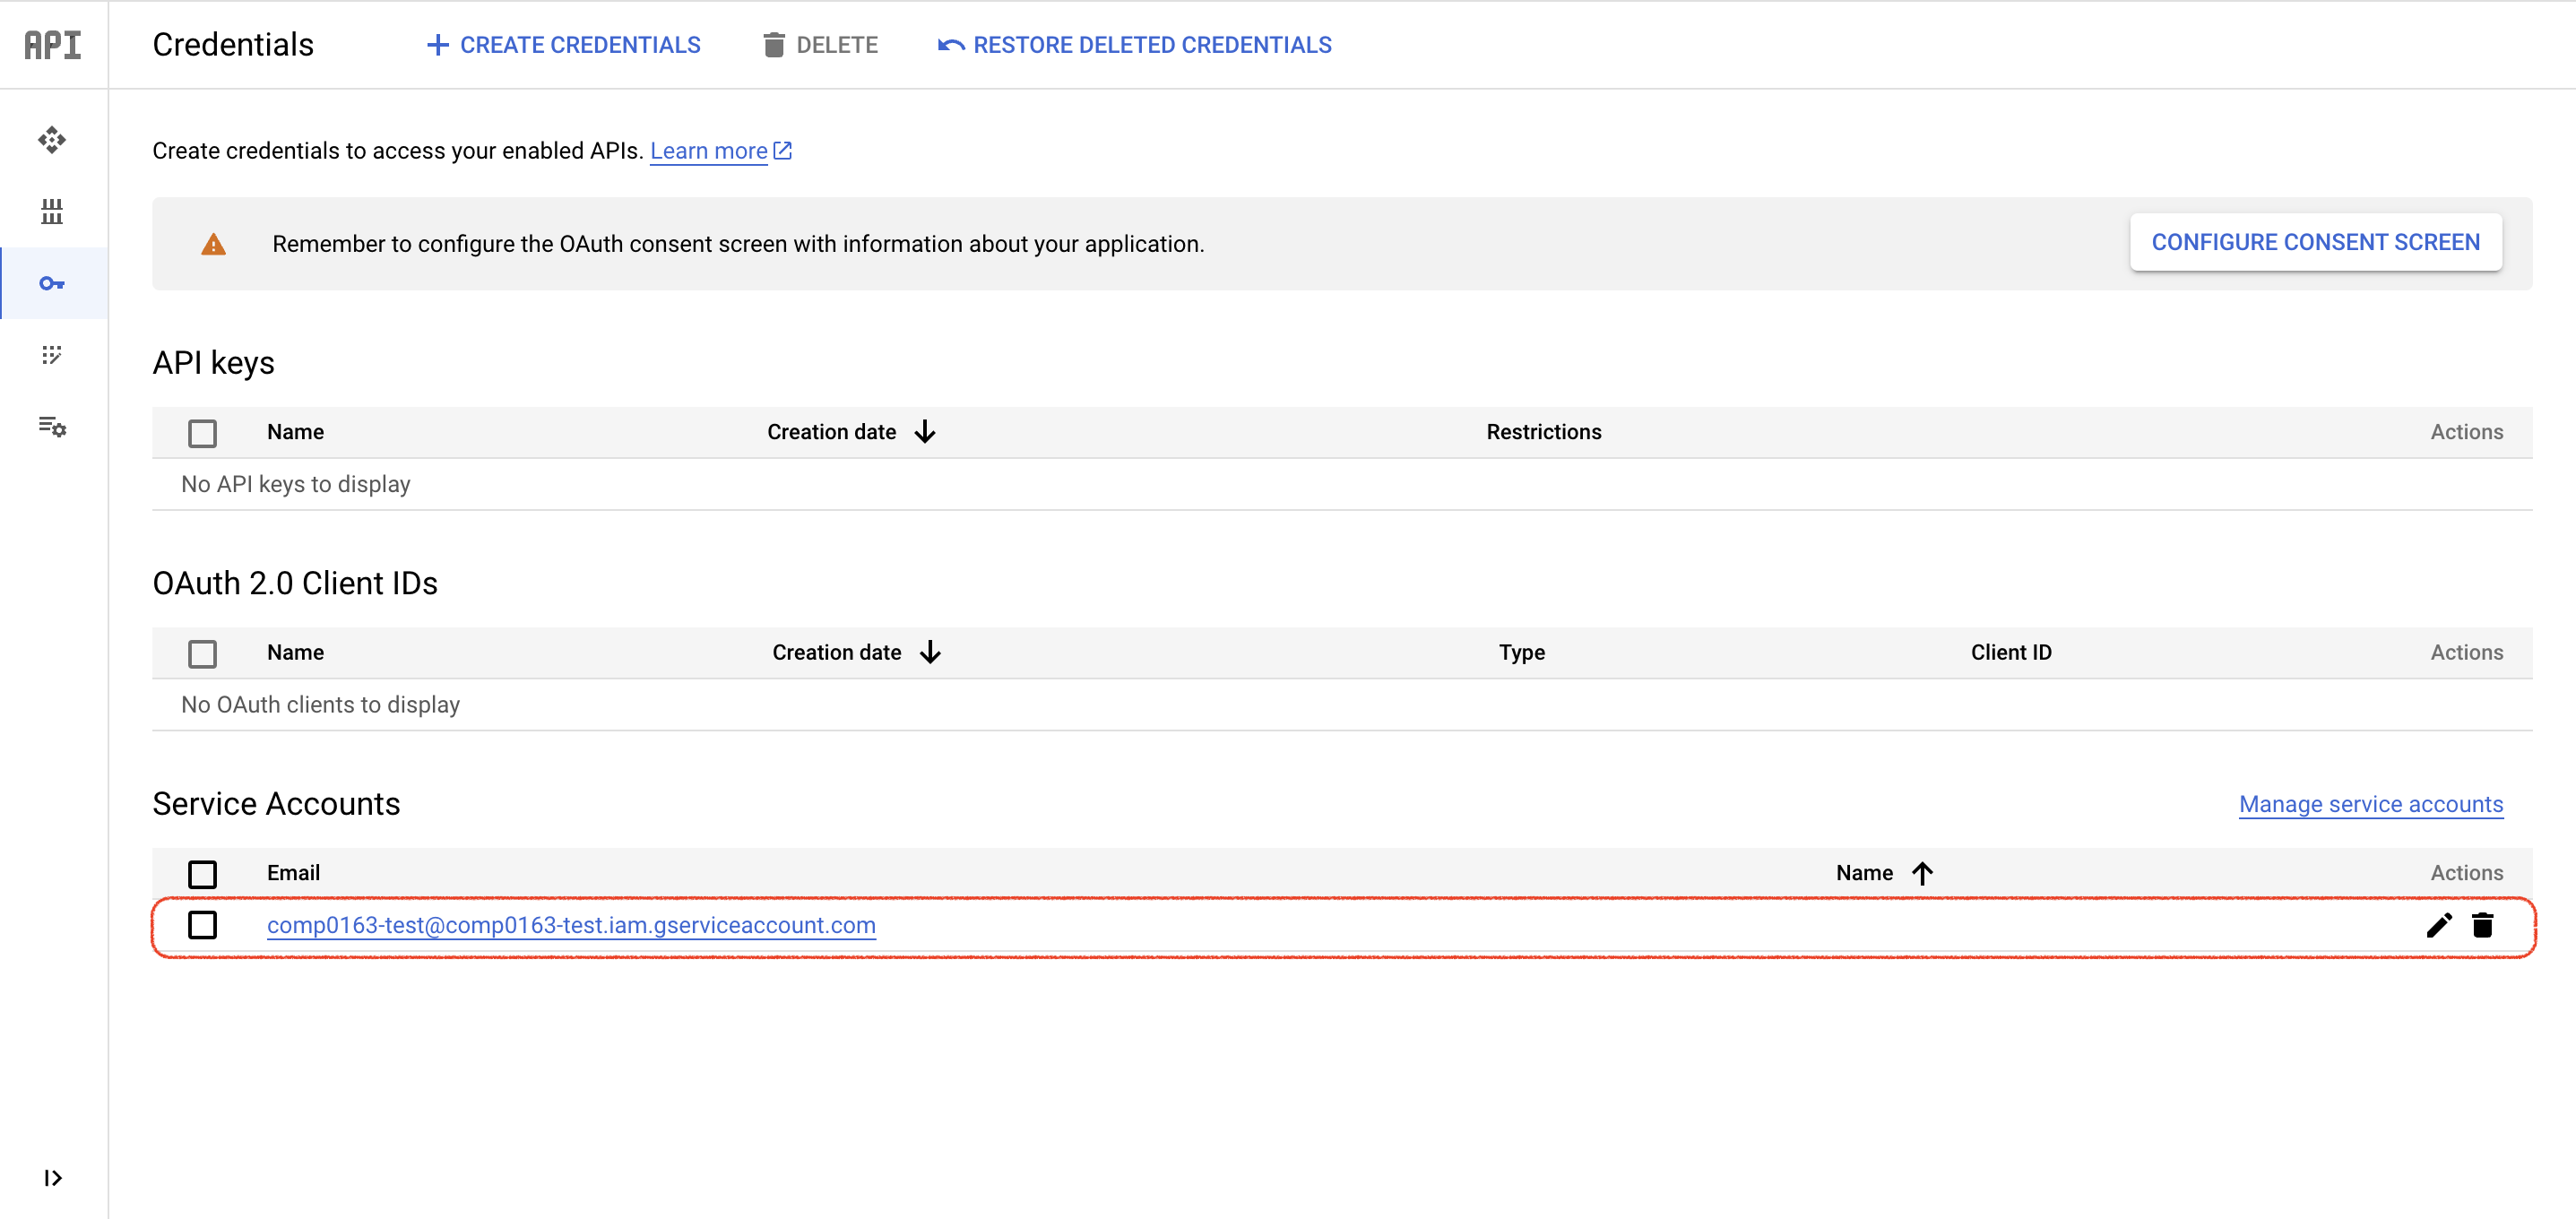 API
Credentials
CREATE CREDENTIALS
DELETE
RESTORE DELETED CREDENTIALS
Create credentials to access your enabled APIs. Learn more
Remember to configure the OAuth consent screen with information about your application.
CONFIGURE CONSENT SCREEN
API keys
Name Creation date Restrictions Actions
No API keys to display
OAuth 2.0 Client IDs
Name Creation date Type Client ID Actions
No OAuth clients to display
Service Accounts
Manage service accounts
Email Name Actions
comp0163-test@comp0163-test.iam.gserviceaccount.com